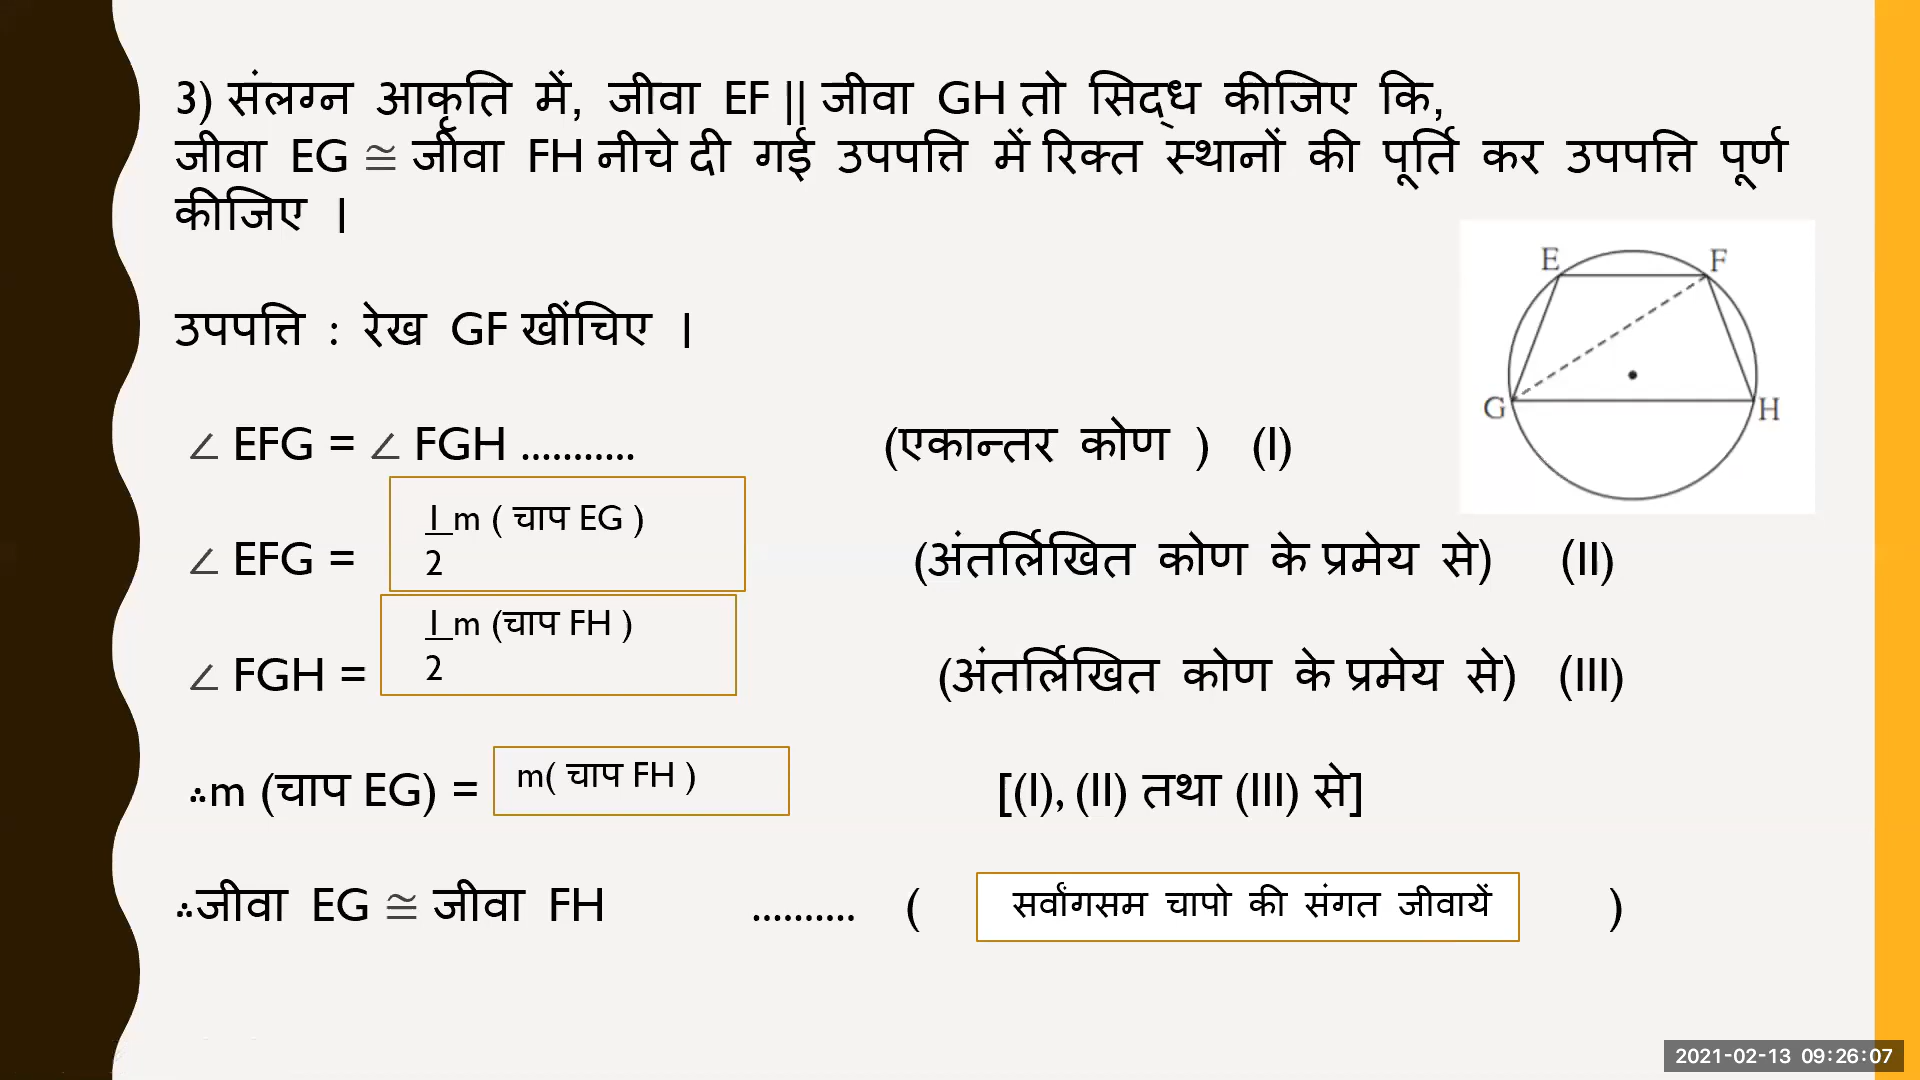 3) संलग्न आकृति में, जीवा EF || जीवा GH तो सिद्ध कीजिए कि,
जीवा EG ≅ जीवा FH नीचे दी गई उपपत्ति में रिक्त स्थानों की पूर्ति कर उपपत्ति पूर्ण
कीजिए ।
E F
G H
उपपत्ति : रेख GF खींचिए ।
∠ EFG = ∠ FGH ........... (एकान्तर कोण ) (I)
1 m ( चाप EG )
2
∠ EFG = (अंतर्लिखित कोण के प्रमेय से) (II)
1 m (चाप FH )
2
∠ FGH = (अंतर्लिखित कोण के प्रमेय से) (III)
∴m (चाप EG) = m( चाप FH ) [(I), (II) तथा (III) से]
∴जीवा EG ≅ जीवा FH .......... ( सर्वांगसम चापो की संगत जीवायें )
2021-02-13 09:26:07